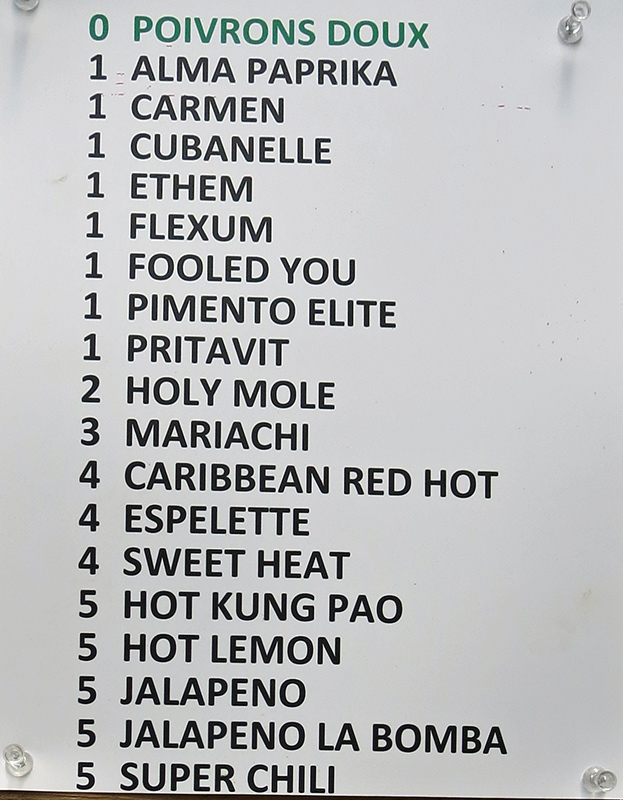 0 POIVRONS DOUX
1 ALMA PAPRIKA
1 CARMEN
1 CUBANELLE
1 ETHEM
1 FLEXUM
1 FOOLED YOU
1 PIMENTO ELITE
1 PRITAVIT
2 HOLY MOLE
3 MARIACHI
4 CARIBBEAN RED HOT
4 ESPELETTE
4 SWEET HEAT
5 HOT KUNG PAO
5 HOT LEMON
5 JALAPENO
5 JALAPENO LA BOMBA
5 SUPER CHILI